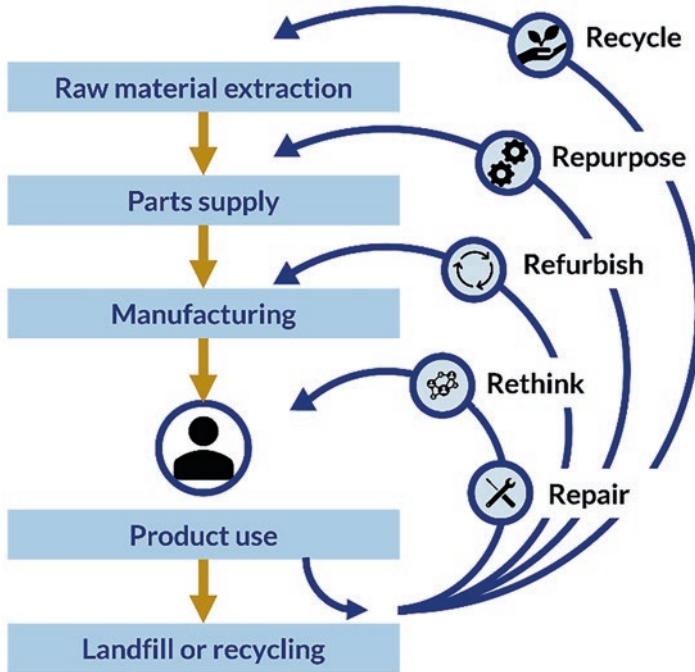 Recycle
Raw material extraction
Repurpose
Parts supply
Refurbish
Manufacturing
Rethink
Repair
Product use
Landfill or recycling